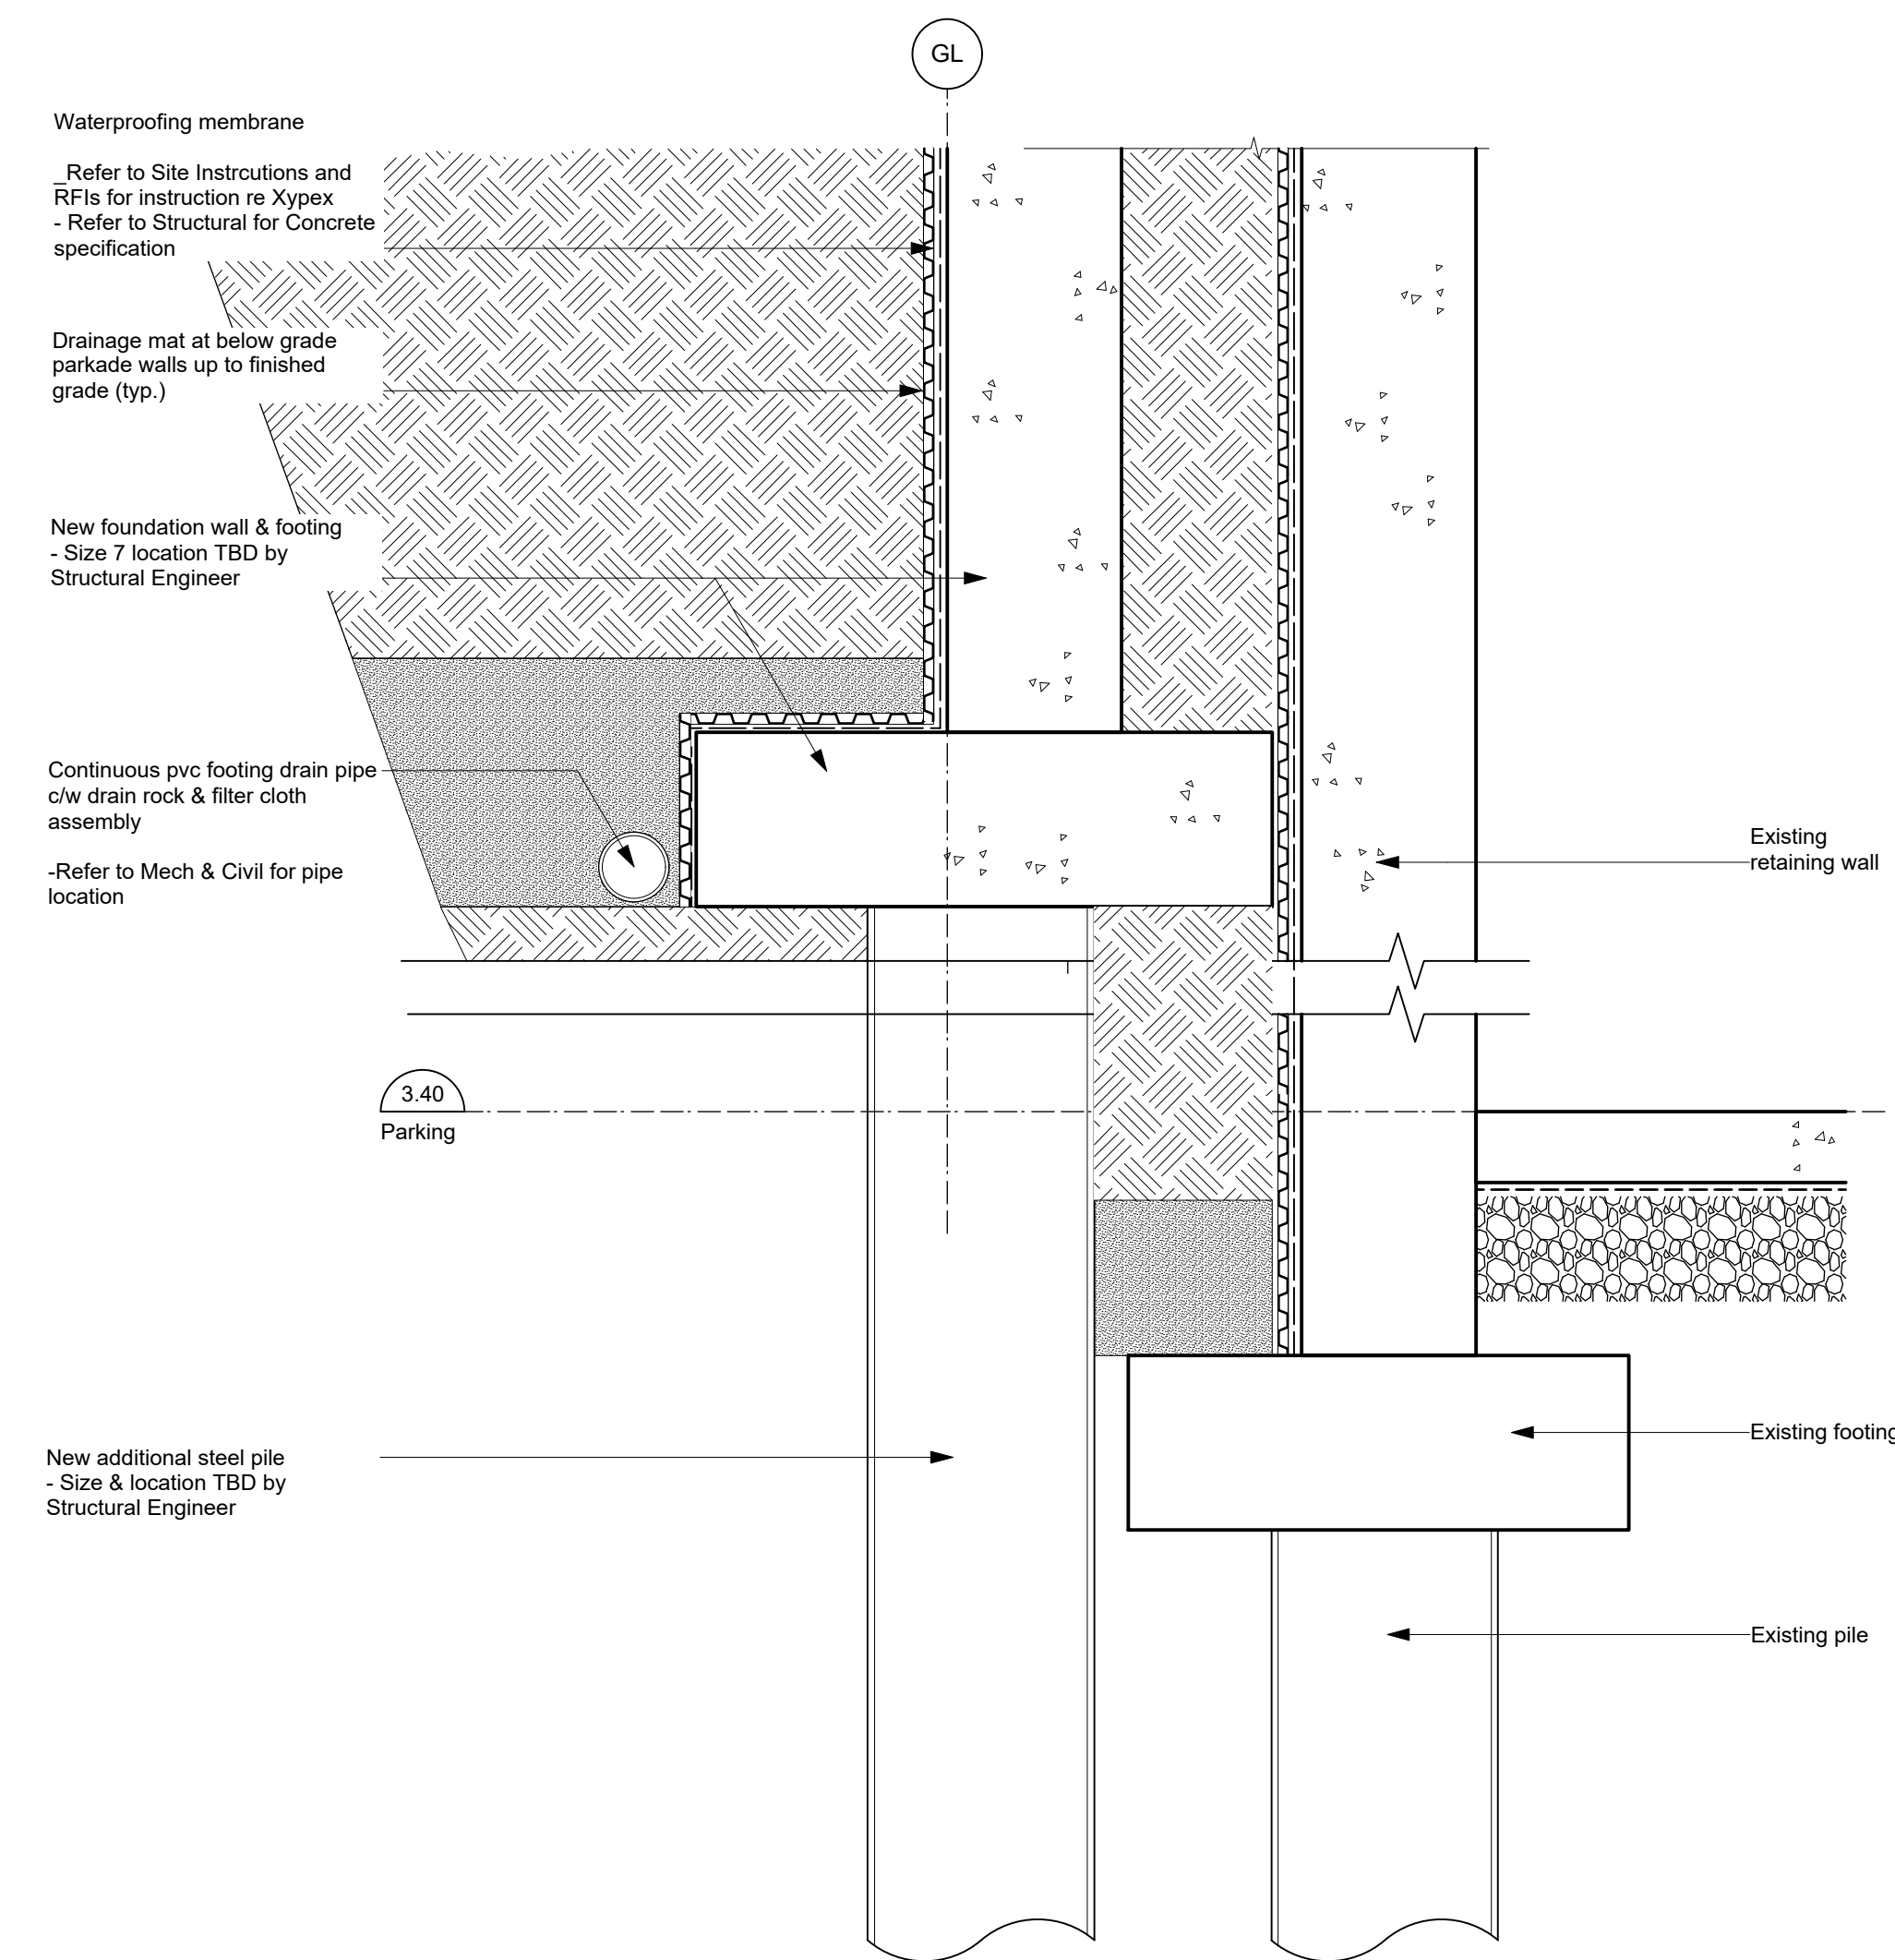 GL
Waterproofing membrane
_Refer to Site Instrcutions and
RFIs for instruction re Xypex
- Refer to Structural for Concrete
specification
Drainage mat at below grade
parkade walls up to finished
grade (typ.)
New foundation wall & footing
- Size 7 location TBD by
Structural Engineer
Continuous pvc footing drain pipe
c/w drain rock & filter cloth
assembly
-Refer to Mech & Civil for pipe
location
Existing
retaining wall
3.40
Parking
New additional steel pile
- Size & location TBD by
Structural Engineer
Existing footing
Existing pile